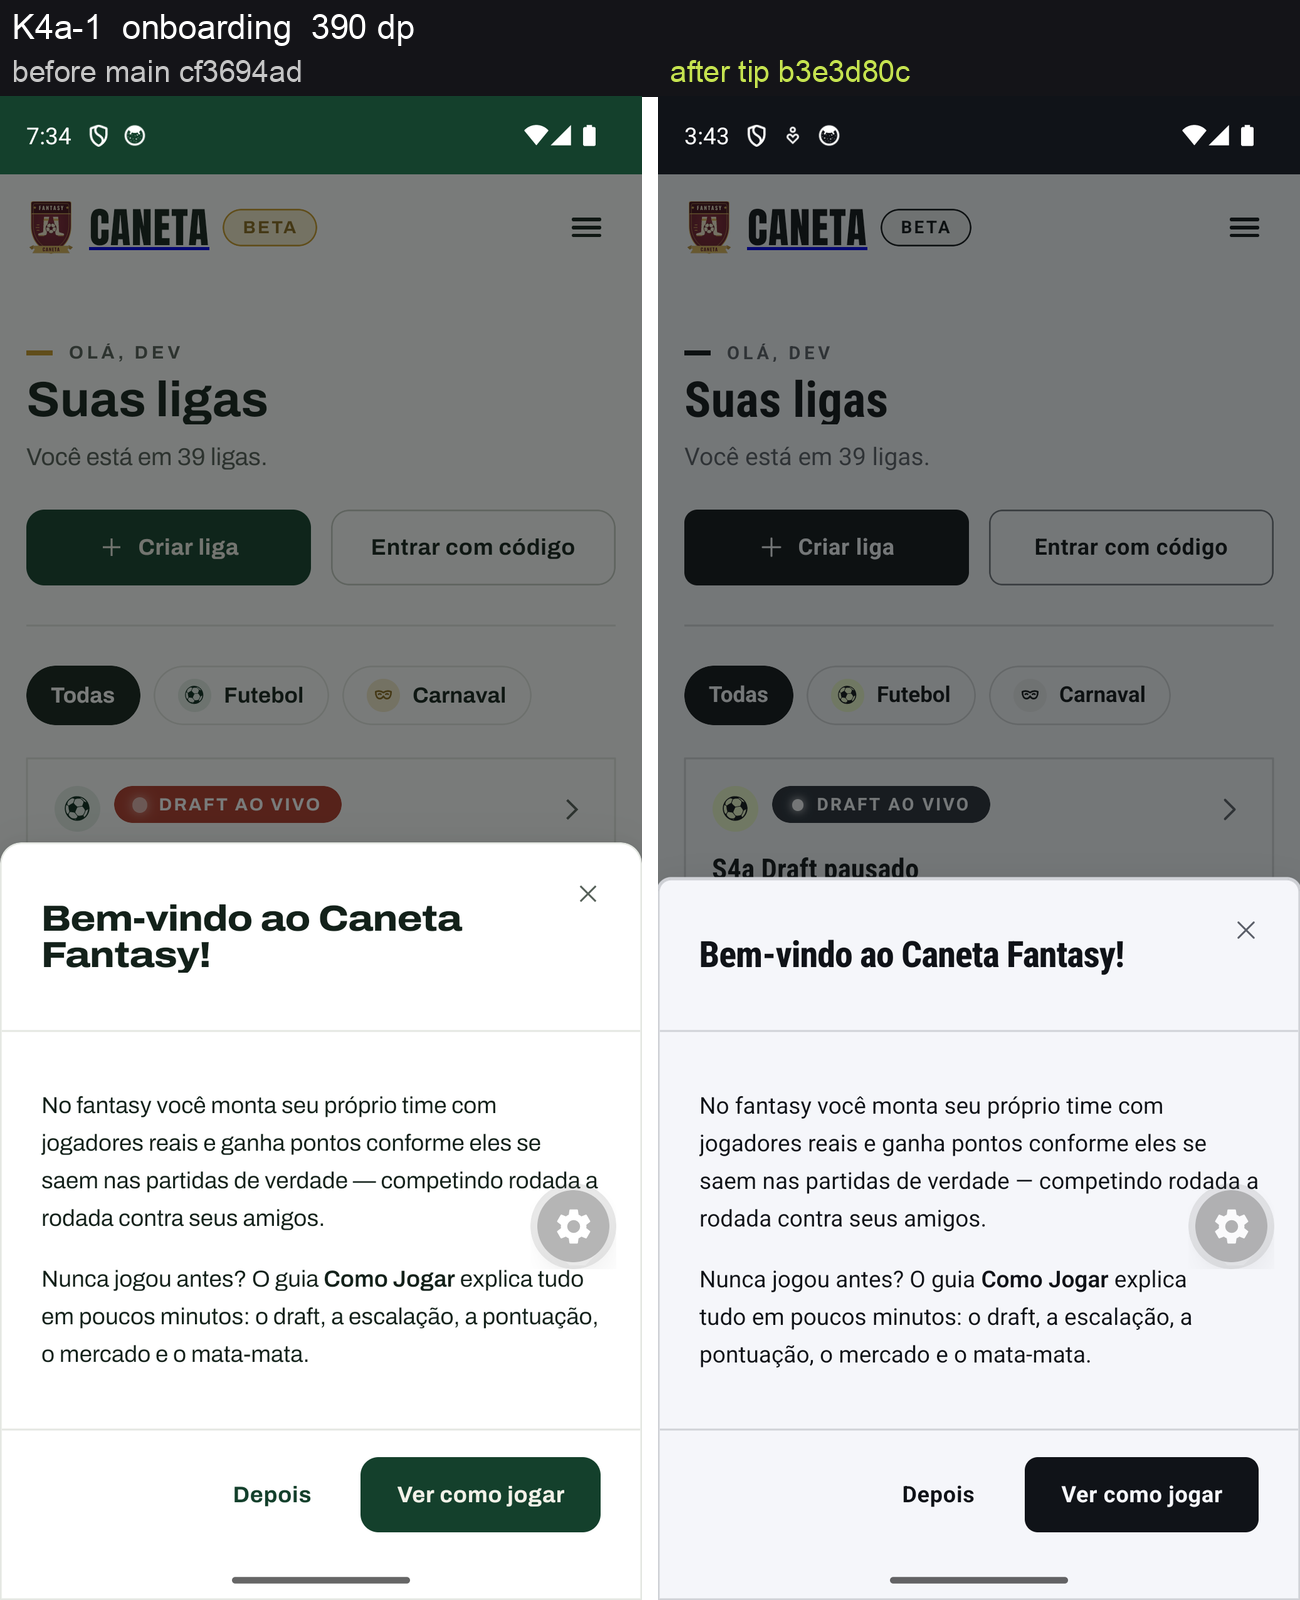 K4a-1 onboarding 390 dp
before main cf3694ad
after tip b3e3d80c
7:34
FANTASY
CANETA
CANETA
BETA
OLÁ, DEV
Suas ligas
Você está em 39 ligas.
Criar liga
Entrar com código
Todas
Futebol
Carnaval
DRAFT AO VIVO
Bem-vindo ao Caneta
Fantasy!
No fantasy você monta seu próprio time com
jogadores reais e ganha pontos conforme eles se
saem nas partidas de verdade — competindo rodada a
rodada contra seus amigos.
Nunca jogou antes? O guia Como Jogar explica tudo
em poucos minutos: o draft, a escalação, a pontuação,
o mercado e o mata-mata.
Depois
Ver como jogar
3:43
FANTASY
CANETA
CANETA
BETA
OLÁ, DEV
Suas ligas
Você está em 39 ligas.
Criar liga
Entrar com código
Todas
Futebol
Carnaval
DRAFT AO VIVO
S4a Draft pausado
Bem-vindo ao Caneta Fantasy!
No fantasy você monta seu próprio time com
jogadores reais e ganha pontos conforme eles se
saem nas partidas de verdade — competindo rodada a
rodada contra seus amigos.
Nunca jogou antes? O guia Como Jogar explica
tudo em poucos minutos: o draft, a escalação, a
pontuação, o mercado e o mata-mata.
Depois
Ver como jogar